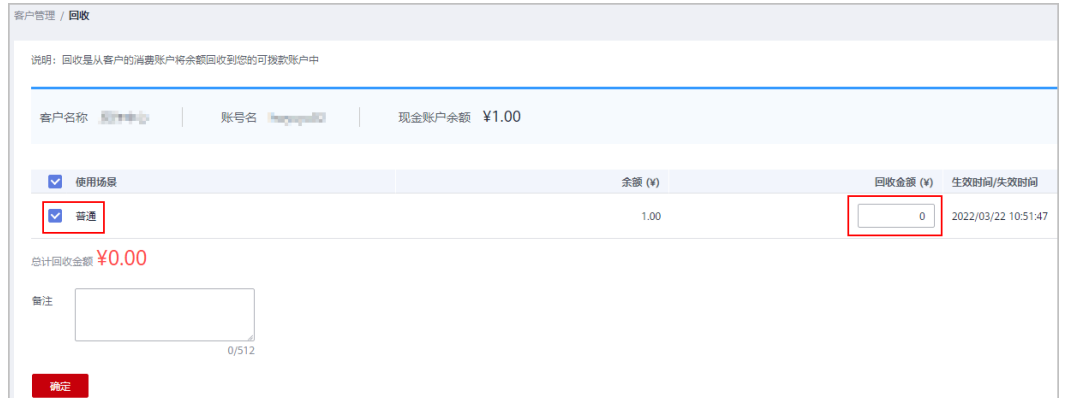 客户管理 / 回收
说明：回收是从客户的消费账户将余额回收到您的可拨款账户中
客户名称 账号名 现金账户余额 ¥1.00
使用场景 余额 (¥) 回收金额 (¥) 生效时间/失效时间
普通 1.00 0 2022/03/22 10:51:47
总计回收金额 ¥0.00
备注
0/512
确定